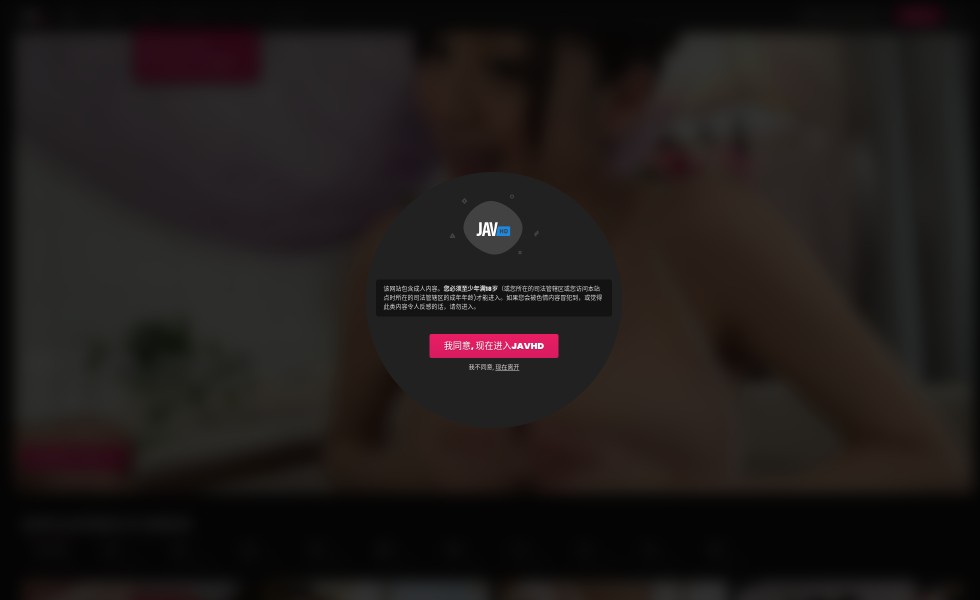 JAV HD
该网站包含成人内容。您必须至少年满18岁（或您所在的司法管辖区或您访问本站
点时所在的司法管辖区的成年年龄)才能进入。如果您会被色情内容冒犯到，或觉得
此类内容令人反感的话，请勿进入。
我同意, 现在进入JAVHD
我不同意, 现在离开